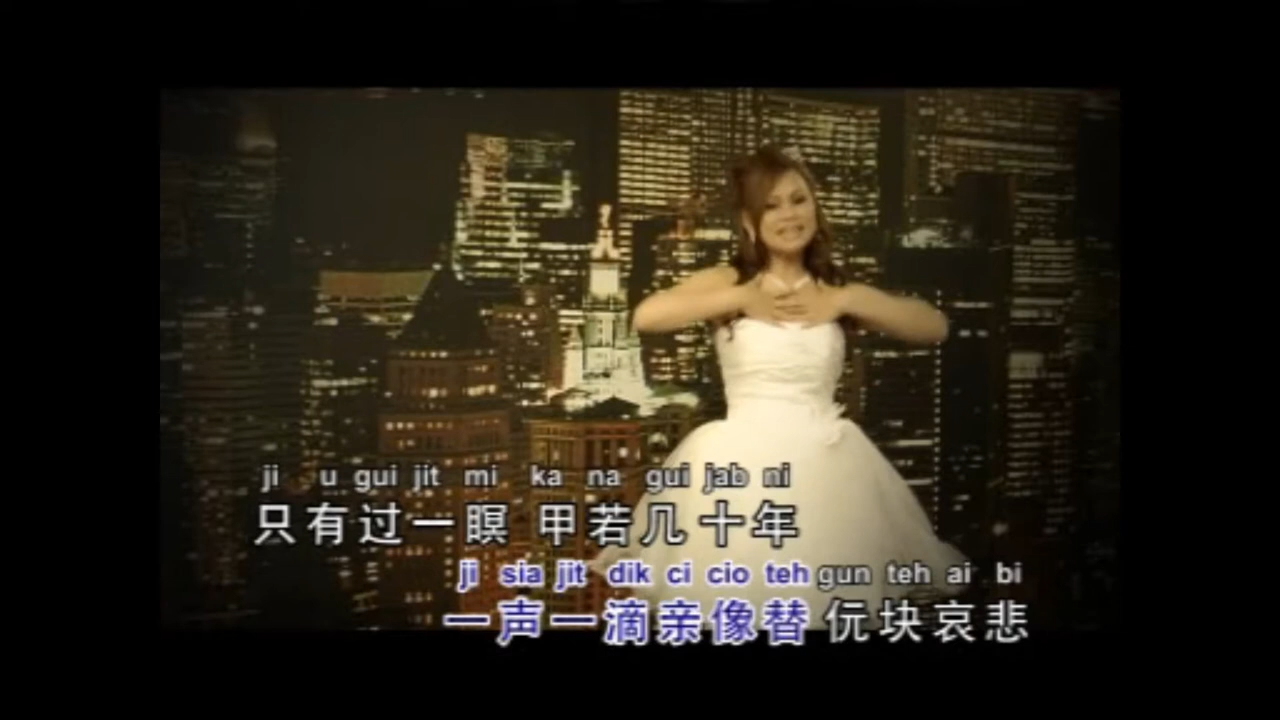 ji u gui jit mi ka na gui jab ni
只有过一瞑 甲若几十年
ji sia jit dik ci cio teh gun teh ai bi
一声一滴亲像替 阮块哀悲